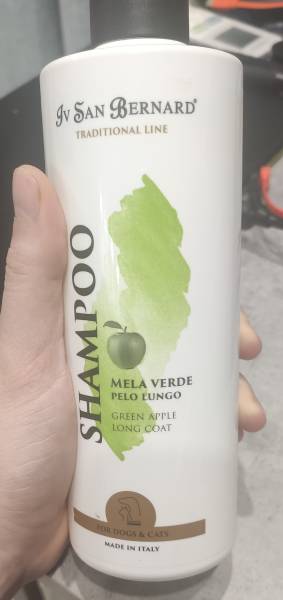 Iv San Bernard®
TRADITIONAL LINE
SHAMPOO
MELA VERDE
PELO LUNGO
GREEN APPLE
LONG COAT
FOR DOGS & CATS
MADE IN ITALY